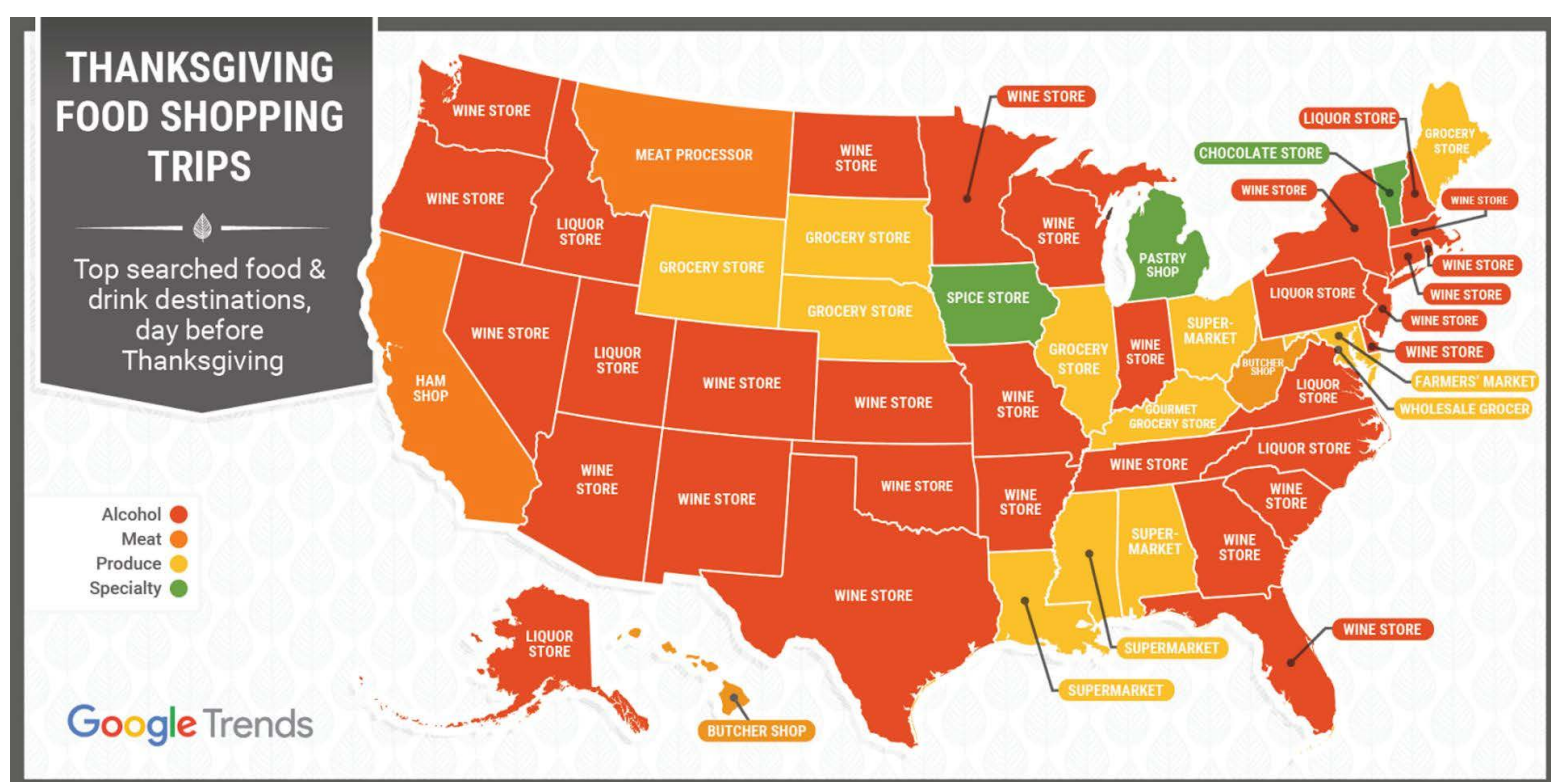 THANKSGIVING
FOOD SHOPPING
TRIPS
Top searched food &
drink destinations,
day before
Thanksgiving
Alcohol
Meat
Produce
Specialty
Google Trends
WINE STORE
WINE STORE
HAM
SHOP
LIQUOR
STORE
MEAT PROCESSOR
GROCERY STORE
WINE STORE
LIQUOR
STORE
WINE STORE
WINE
STORE
WINE STORE
WINE
STORE
GROCERY STORE
GROCERY STORE
WINE STORE
WINE STORE
WINE STORE
LIQUOR
STORE
BUTCHER SHOP
WINE STORE
SPICE STORE
WINE
STORE
WINE
STORE
SUPERMARKET
SUPERMARKET
WINE
STORE
GROCERY
STORE
PASTRY
SHOP
WINE
STORE
SUPER-
MARKET
GOURMET
GROCERY STORE
WINE STORE
SUPER-
MARKET
WINE
STORE
WINE STORE
WINE
STORE
LIQUOR STORE
LIQUOR
STORE
BUTCHER
SHOP
LIQUOR STORE
LIQUOR STORE
CHOCOLATE STORE
WINE STORE
GROCERY
STORE
WINE STORE
WINE STORE
WINE STORE
WINE STORE
WINE STORE
FARMERS' MARKET
WHOLESALE GROCER